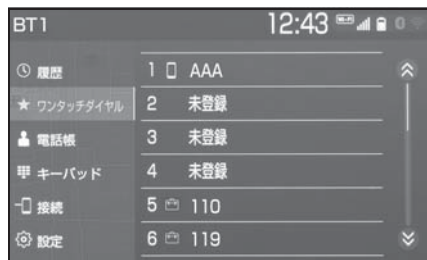 BT1 12:43
履歴
ワンタッチダイヤル
電話帳
キーパッド
接続
設定
1 AAA
2 未登録
3 未登録
4 未登録
5 110
6 119